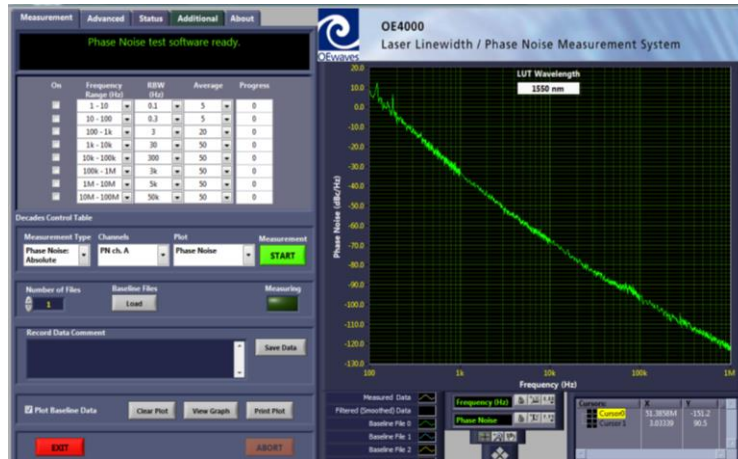 Measurement Advanced Status Additional About
Phase Noise test software ready.
OEwaves
OE4000
Laser Linewidth / Phase Noise Measurement System
On Frequency Range (Hz) RBW (Hz) Average Progress
1 - 10 0.1 5 0
10 - 100 0.3 5 0
100 - 1k 3 20 0
1k - 10k 30 50 0
10k - 100k 300 50 0
100k - 1M 3k 50 0
1M - 10M 5k 50 0
10M - 100M 50k 50 0
Decades Control Table
Measurement Type Channels Plot Measurement
Phase Noise: Absolute PN ch. A Phase Noise START
Number of Files Baseline Files Measuring
1 Load
Record Data Comment
Save Data
Plot Baseline Data Clear Plot View Graph Print Plot
EXIT ABORT
LUT Wavelength
1550 nm
Phase Noise (dBc/Hz)
20.0
10.0
0.0
-10.0
-20.0
-30.0
-40.0
-50.0
-60.0
-70.0
-80.0
-90.0
-100.0
-110.0
-120.0
-130.0
100 1k 10k 100k 1M
Frequency (Hz)
Measured Data
Filtered (Smoothed) Data
Baseline File 0
Baseline File 1
Baseline File 2
Frequency (Hz)
Phase Noise
Cursors: X Y
Cursor0 51.3858M -151.2
Cursor1 3.03339 90.5